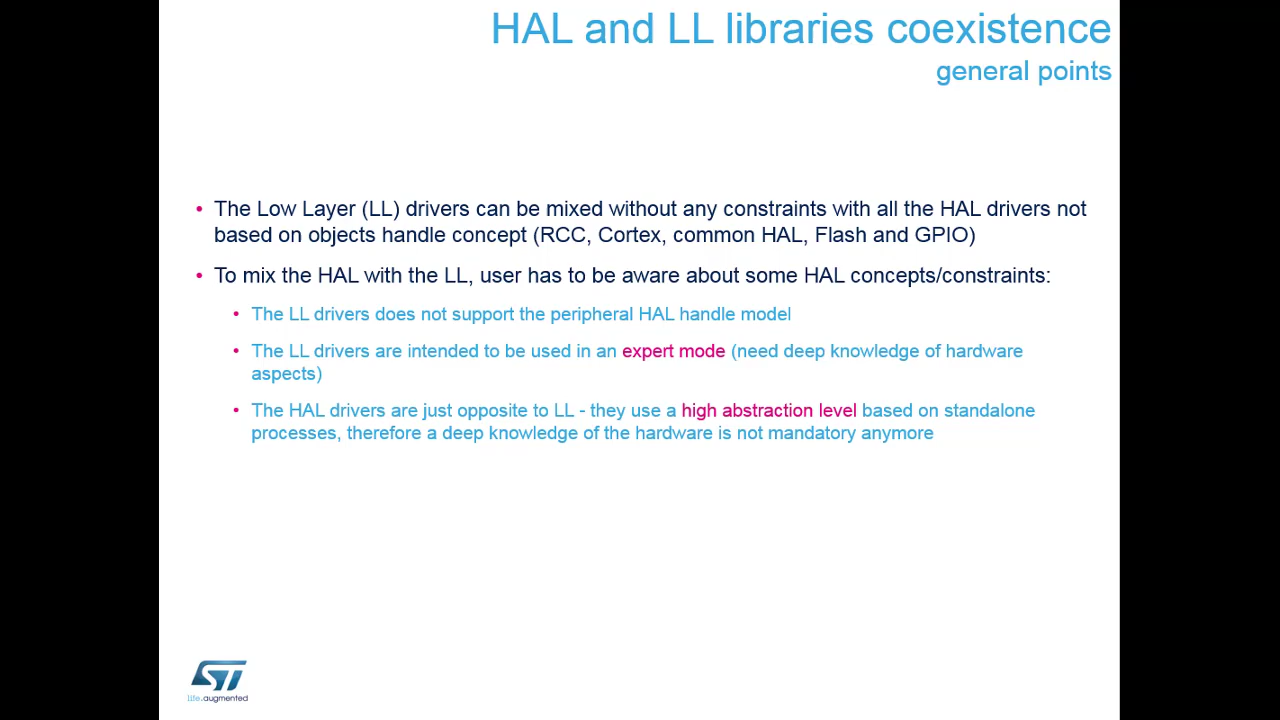 HAL and LL libraries coexistence
general points
• The Low Layer (LL) drivers can be mixed without any constraints with all the HAL drivers not
based on objects handle concept (RCC, Cortex, common HAL, Flash and GPIO)
• To mix the HAL with the LL, user has to be aware about some HAL concepts/constraints:
• The LL drivers does not support the peripheral HAL handle model
• The LL drivers are intended to be used in an expert mode (need deep knowledge of hardware
aspects)
• The HAL drivers are just opposite to LL - they use a high abstraction level based on standalone
processes, therefore a deep knowledge of the hardware is not mandatory anymore
ST
life.augmented